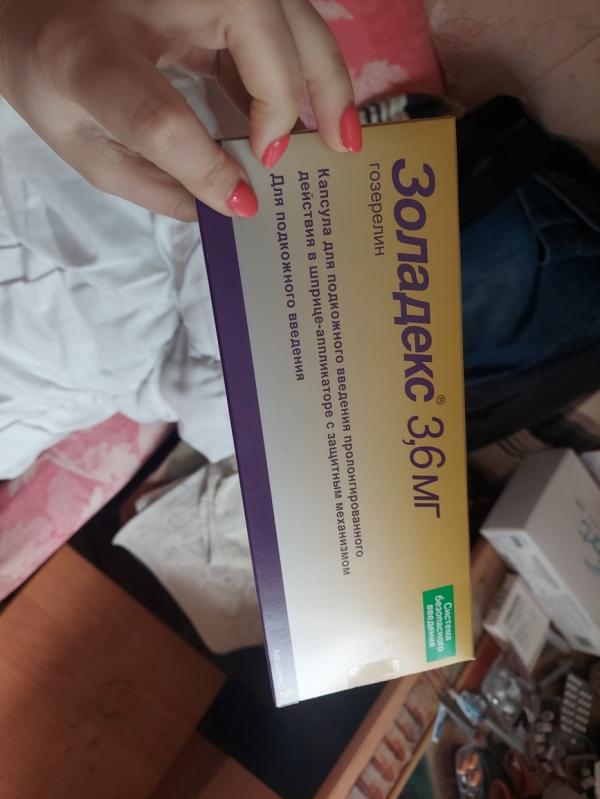 Золадекс® 3,6 мг
гозерелин
Капсула для подкожного введения пролонгированного
действия в шприце-аппликаторе с защитным механизмом
Для подкожного введения
Система
безопасного
введения